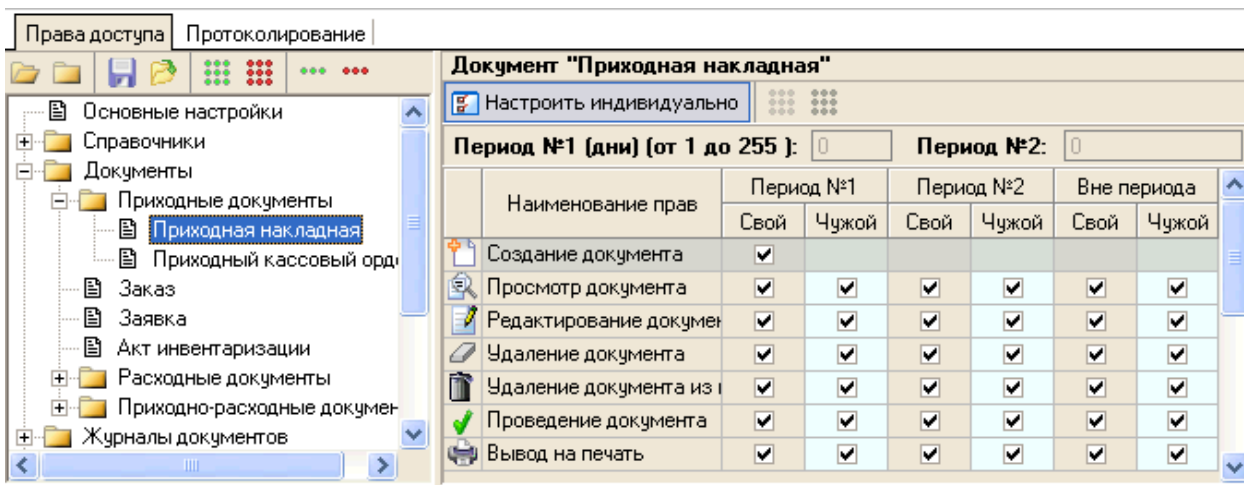 Права доступа Протоколирование
Основные настройки
Справочники
Документы
Приходные документы
Приходная накладная
Приходный кассовый орд
Заказ
Заявка
Акт инвентаризации
Расходные документы
Приходно-расходные докумен
Журналы документов
Документ "Приходная накладная"
Настроить индивидуально
Период №1 (дни) (от 1 до 255 ): 0 Период №2: 0
Наименование прав Период №1 Период №2 Вне периода
Свой Чужой Свой Чужой Свой Чужой
Создание документа
Просмотр документа
Редактирование докумен
Удаление документа
Удаление документа из
Проведение документа
Вывод на печать